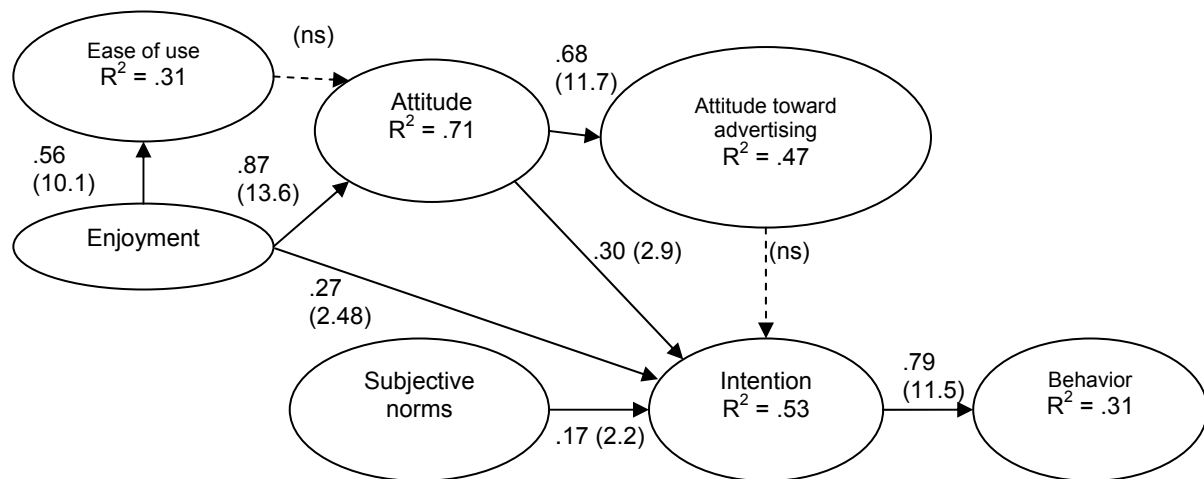 Ease of use
R² = .31
(ns)
Attitude
R² = .71
.68
(11.7)
Attitude toward
advertising
R² = .47
.56
(10.1)
.87
(13.6)
Enjoyment
.30 (2.9)
(ns)
.27
(2.48)
Subjective
norms
.17 (2.2)
Intention
R² = .53
.79
(11.5)
Behavior
R² = .31